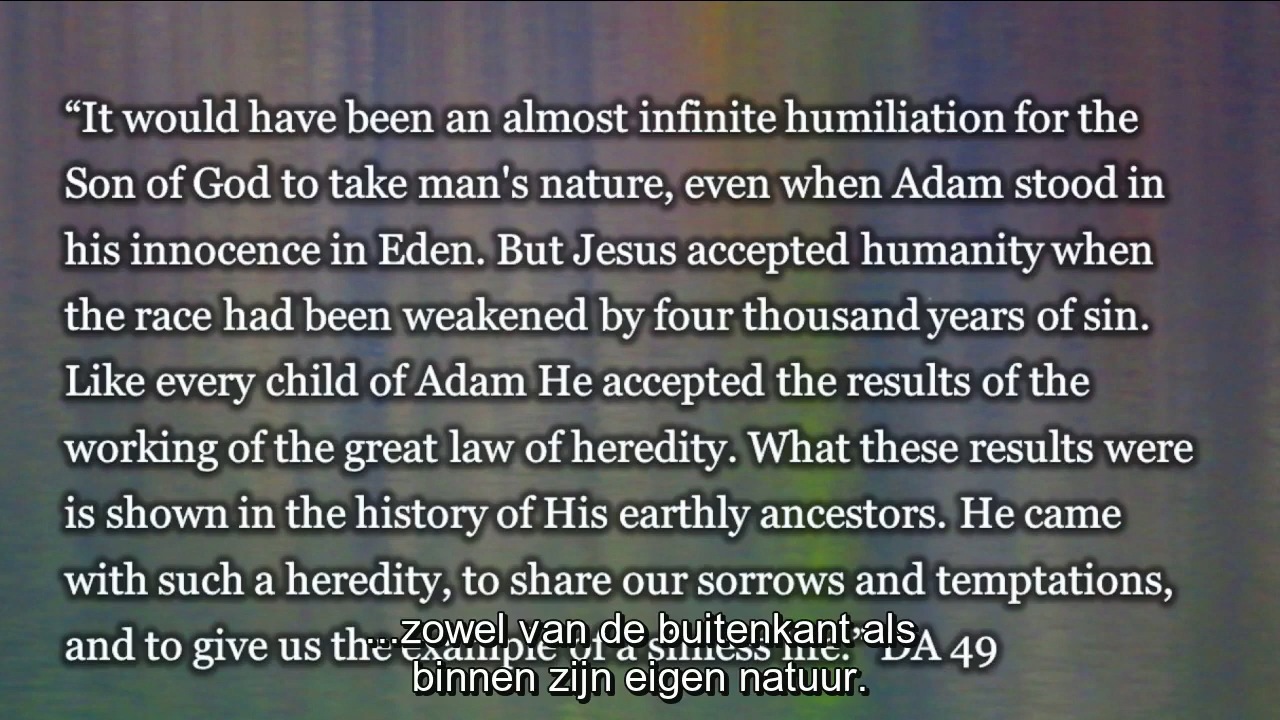 “It would have been an almost infinite humiliation for the
Son of God to take man's nature, even when Adam stood in
his innocence in Eden. But Jesus accepted humanity when
the race had been weakened by four thousand years of sin.
Like every child of Adam He accepted the results of the
working of the great law of heredity. What these results were
is shown in the history of His earthly ancestors. He came
with such a heredity, to share our sorrows and temptations,
and to give us the example of a sinless life.” DA 49
...zowel van de buitenkant als
binnen zijn eigen natuur.